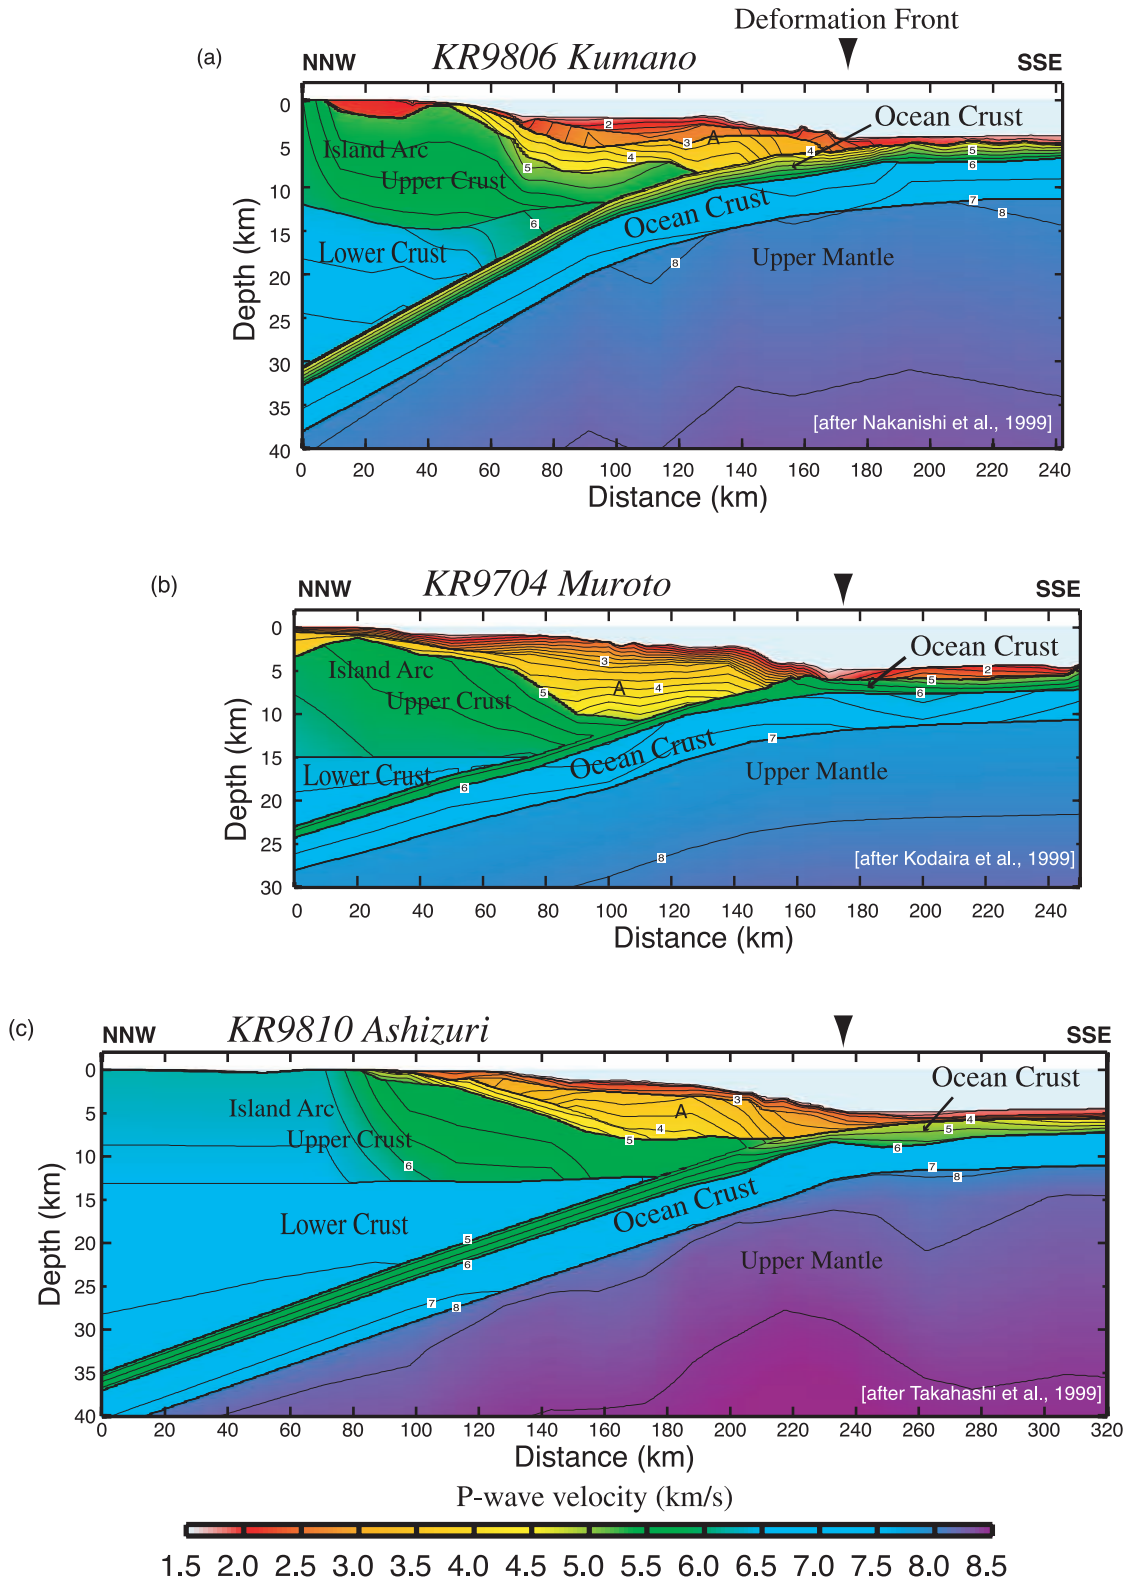 Deformation Front
(a)
NNW
KR9806 Kumano
SSE
Ocean Crust
Island Arc
Upper Crust
Lower Crust
Ocean Crust
Upper Mantle
[after Nakanishi et al., 1999]
2
3
A
4
4
5
5
6
6
7
8
8
0
5
10
15
20
25
30
35
40
Depth (km)
0 20 40 60 80 100 120 140 160 180 200 220 240
Distance (km)
(b)
NNW
KR9704 Muroto
SSE
Ocean Crust
Island Arc
Upper Crust
Lower Crust
Ocean Crust
Upper Mantle
[after Kodaira et al., 1999]
3
2
A
4
5
5
6
6
7
8
0
5
10
15
20
25
30
Depth (km)
0 20 40 60 80 100 120 140 160 180 200 220 240
Distance (km)
(c)
NNW
KR9810 Ashizuri
SSE
Ocean Crust
Island Arc
Upper Crust
Lower Crust
Ocean Crust
Upper Mantle
[after Takahashi et al., 1999]
3
A
4
4
5
5
6
6
7
8
5
6
7
8
0
5
10
15
20
25
30
35
40
Depth (km)
0 20 40 60 80 100 120 140 160 180 200 220 240 260 280 300 320
Distance (km)
P-wave velocity (km/s)
1.5 2.0 2.5 3.0 3.5 4.0 4.5 5.0 5.5 6.0 6.5 7.0 7.5 8.0 8.5